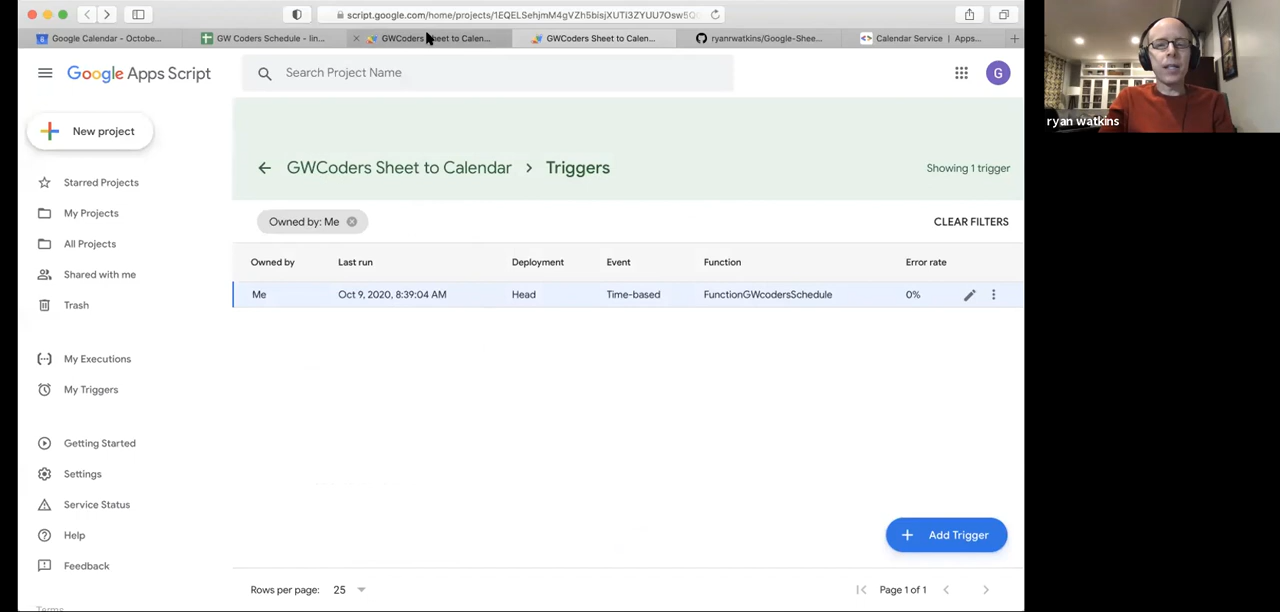 script.google.com/home/projects/1EQELSehjmM4gVZh5bisjXUTi3ZYUU7Osw5Q
Google Calendar - Octobe...
GW Coders Schedule - lin...
GWCoders Sheet to Calen...
GWCoders Sheet to Calen...
ryanrwatkins/Google-Shee...
Calendar Service | Apps...
Google Apps Script
Search Project Name
G
New project
GWCoders Sheet to Calendar > Triggers
Showing 1 trigger
Starred Projects
My Projects
All Projects
Shared with me
Trash
My Executions
My Triggers
Getting Started
Settings
Service Status
Help
Feedback
Terms
Owned by: Me
CLEAR FILTERS
Owned by Last run Deployment Event Function Error rate
Me Oct 9, 2020, 8:39:04 AM Head Time-based FunctionGWcodersSchedule 0%
+ Add Trigger
Rows per page: 25
Page 1 of 1
ryan watkins